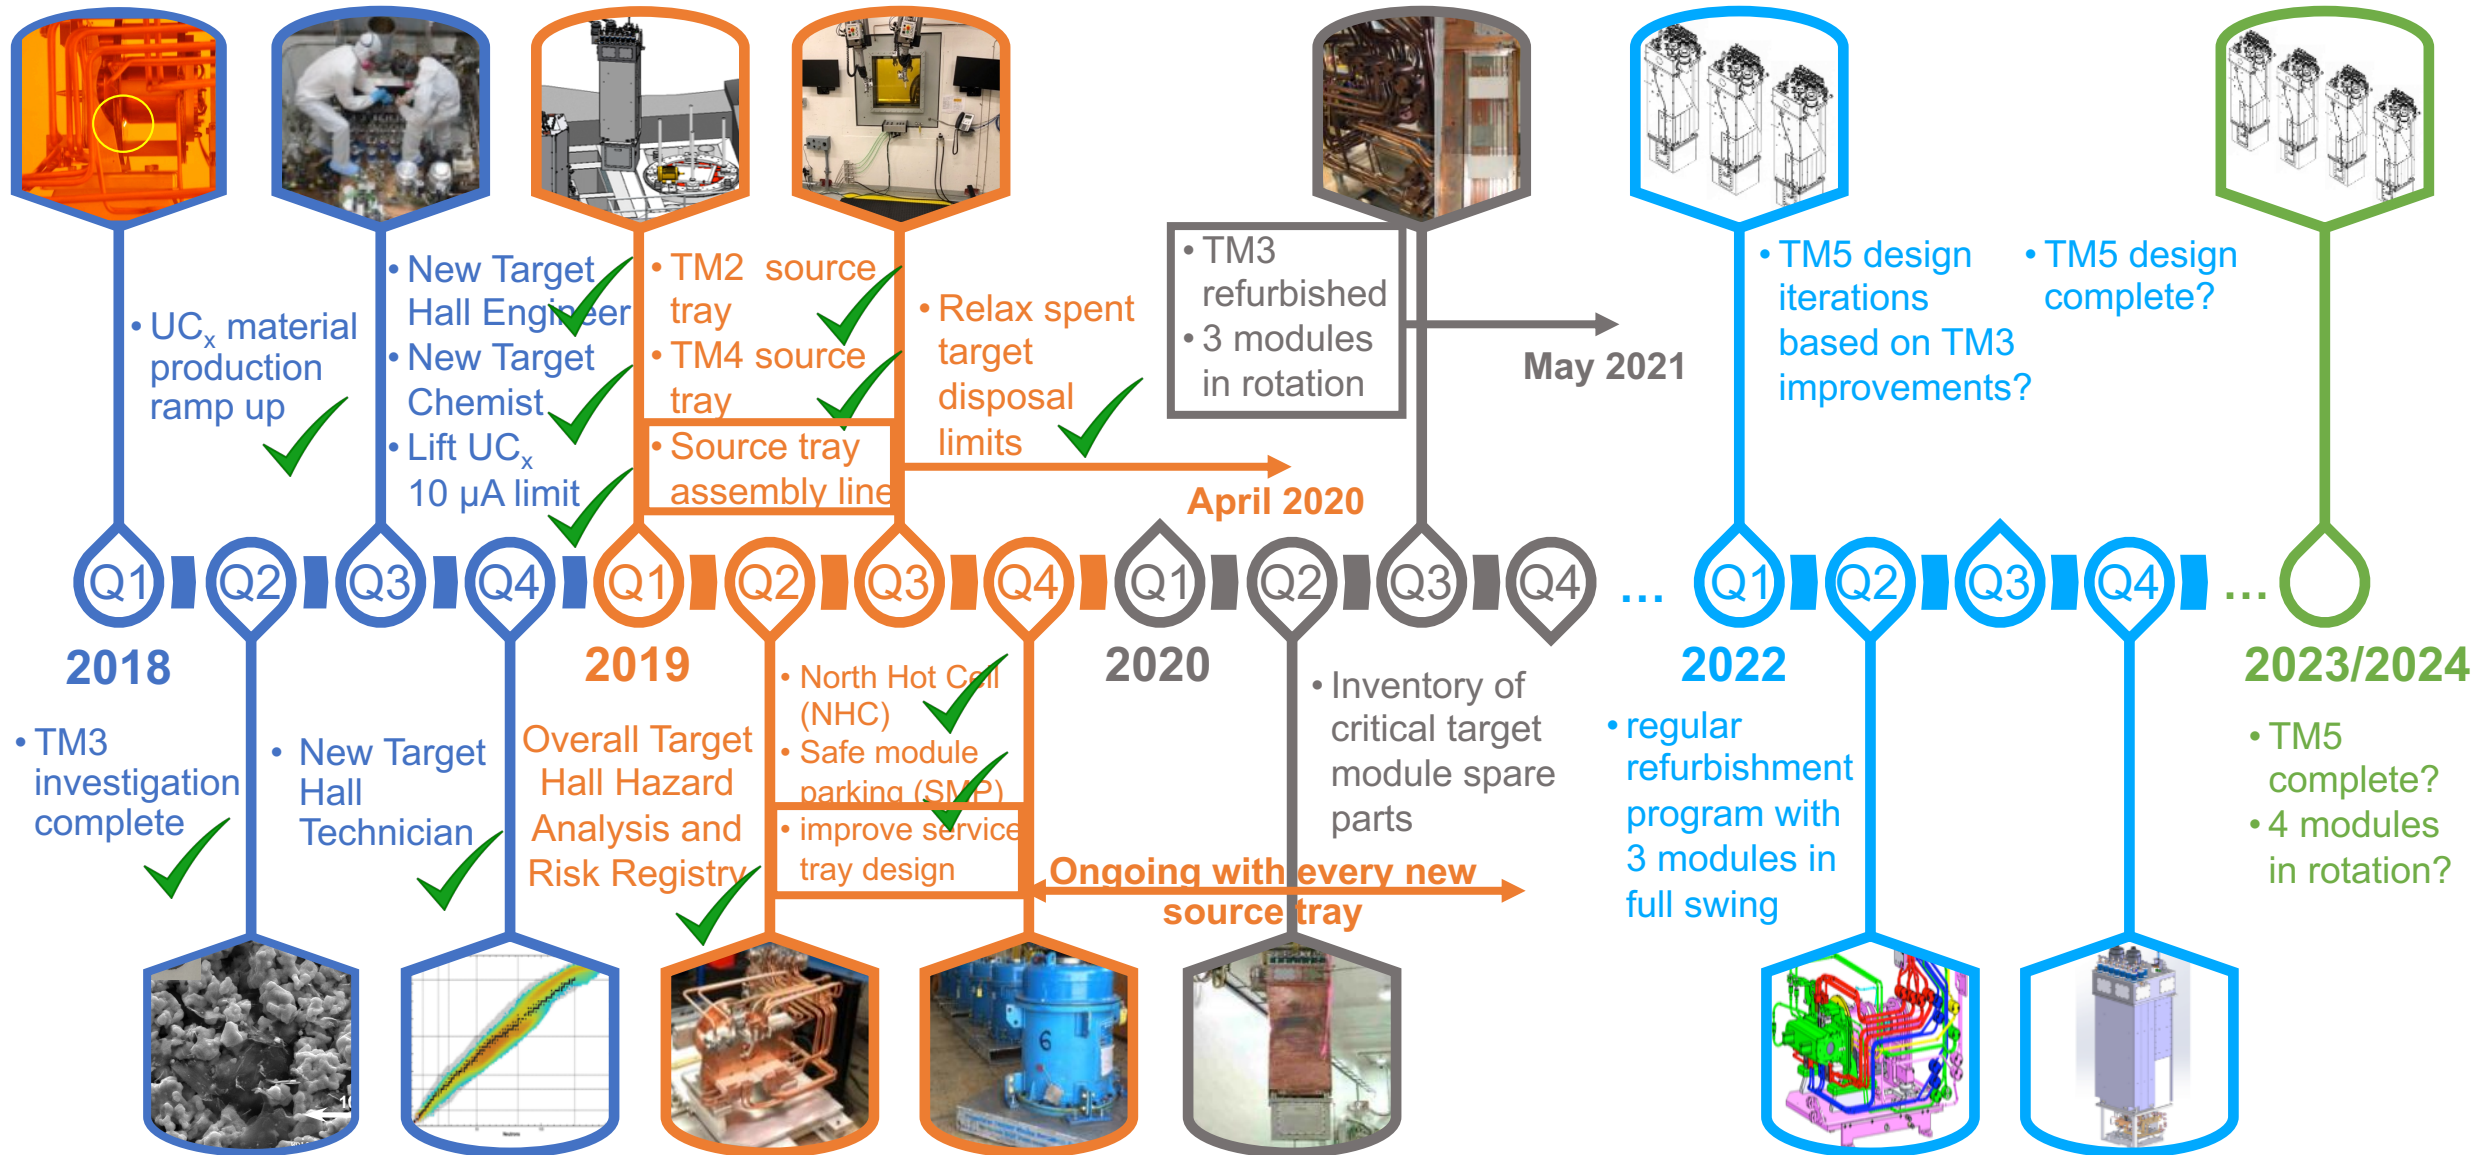 • UCx material
production
ramp up
• New Target
Hall Engineer
• New Target
Chemist
• Lift UCx
10 µA limit
• TM2 source
tray
• TM4 source
tray
• Source tray
assembly line
• Relax spent
target
disposal
limits
April 2020
• TM3
refurbished
• 3 modules
in rotation
May 2021
• TM5 design
iterations
based on TM3
improvements?
• TM5 design
complete?
Q1 Q2 Q3 Q4 Q1 Q2 Q3 Q4 Q1 Q2 Q3 Q4 ... Q1 Q2 Q3 Q4 ...
2018 2019 2020 2022 2023/2024
• TM3
investigation
complete
• New Target
Hall
Technician
Overall Target
Hall Hazard
Analysis and
Risk Registry
• North Hot Cell
(NHC)
• Safe module
parking (SMP)
• improve service
tray design
Ongoing with every new
source tray
• Inventory of
critical target
module spare
parts
• regular
refurbishment
program with
3 modules in
full swing
• TM5
complete?
• 4 modules
in rotation?
6